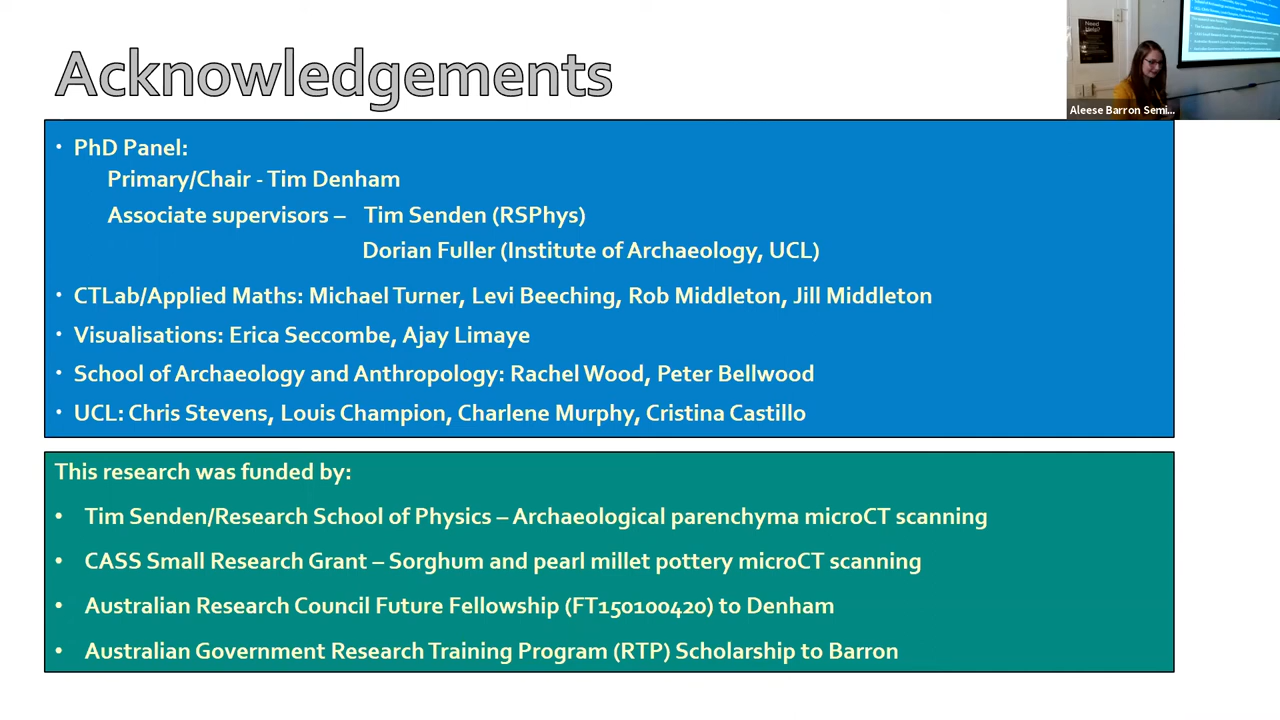 Acknowledgements
Need
Help?
Aleese Barron Semi...
• PhD Panel:
Primary/Chair - Tim Denham
Associate supervisors – Tim Senden (RSPhys)
Dorian Fuller (Institute of Archaeology, UCL)
• CTLab/Applied Maths: Michael Turner, Levi Beeching, Rob Middleton, Jill Middleton
• Visualisations: Erica Seccombe, Ajay Limaye
• School of Archaeology and Anthropology: Rachel Wood, Peter Bellwood
• UCL: Chris Stevens, Louis Champion, Charlene Murphy, Cristina Castillo
This research was funded by:
• Tim Senden/Research School of Physics – Archaeological parenchyma microCT scanning
• CASS Small Research Grant – Sorghum and pearl millet pottery microCT scanning
• Australian Research Council Future Fellowship (FT150100420) to Denham
• Australian Government Research Training Program (RTP) Scholarship to Barron